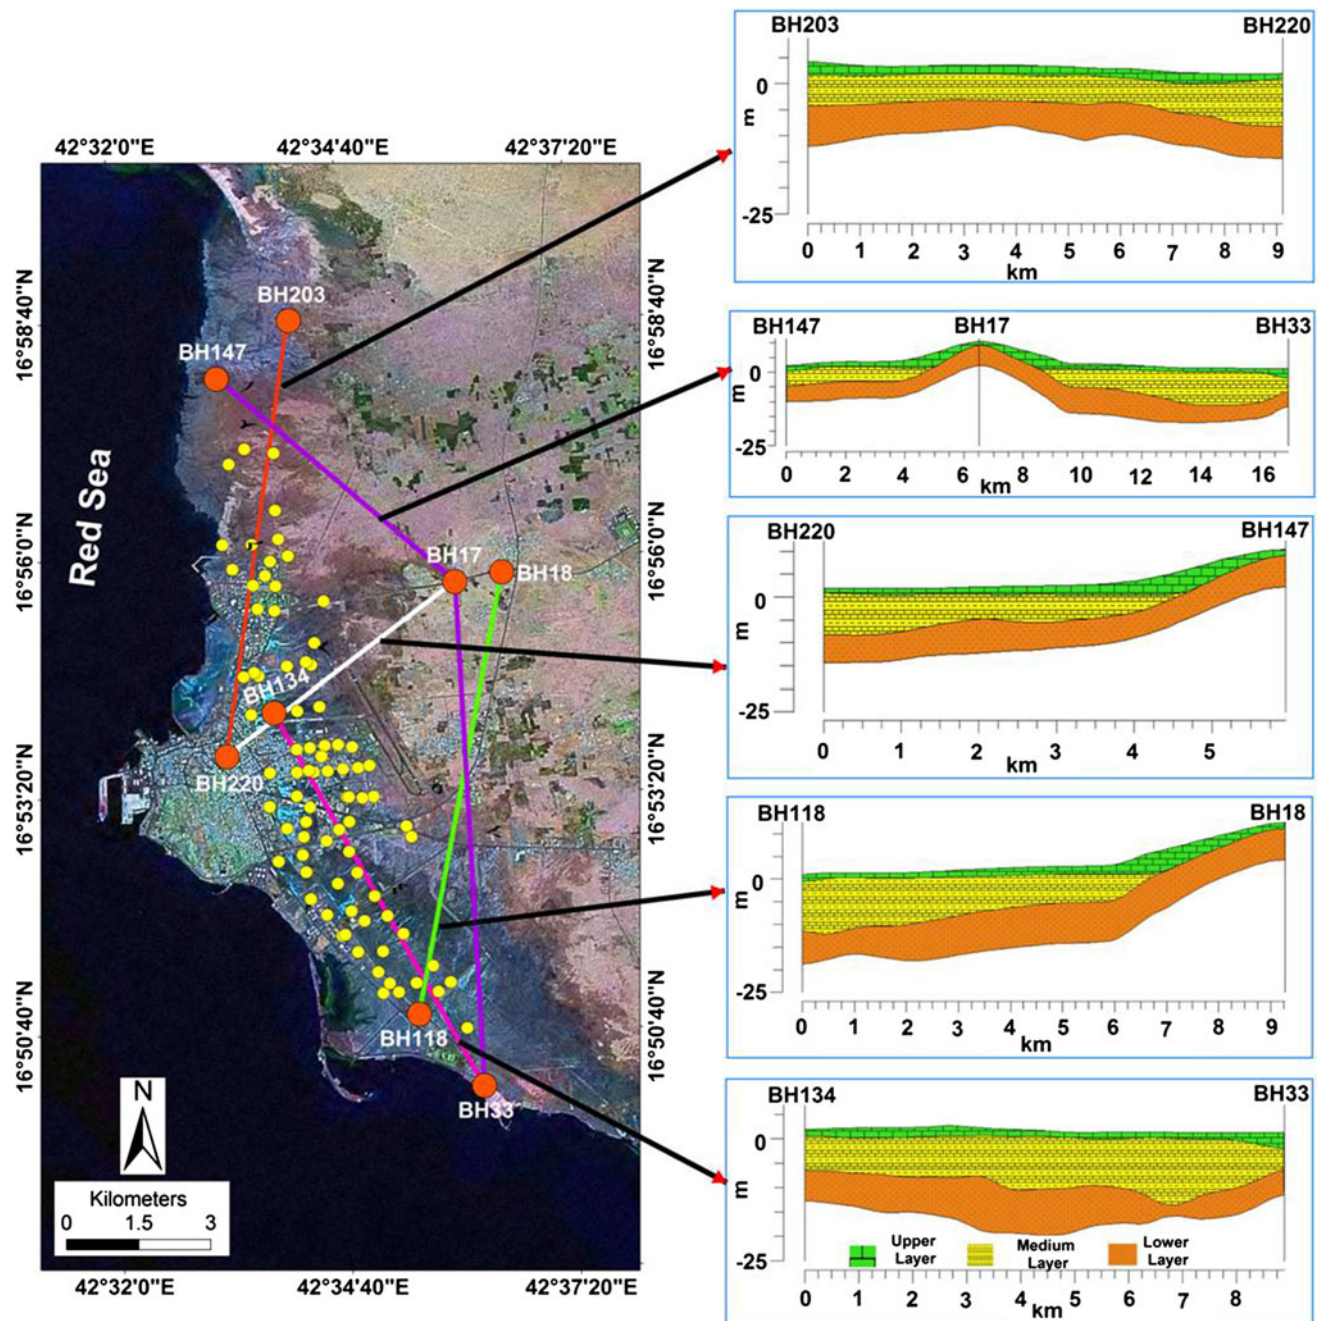 42°32'0"E 42°34'40"E 42°37'20"E
16°58'40"N
16°56'0"N
16°53'20"N
16°50'40"N
Red Sea
BH203
BH147
BH17
BH18
BH134
BH220
BH118
BH33
N
Kilometers
0 1.5 3
16°58'40"N
16°56'0"N
16°53'20"N
16°50'40"N
42°32'0"E 42°34'40"E 42°37'20"E
BH203 BH220
0
m
-25
0 1 2 3 4 5 6 7 8 9
km
BH147 BH17 BH33
0
m
-25
0 2 4 6 8 10 12 14 16
km
BH220 BH147
0
m
-25
0 1 2 3 4 5
km
BH118 BH18
0
m
-25
0 1 2 3 4 5 6 7 8 9
km
BH134 BH33
0
m
-25
Upper Layer
Medium Layer
Lower Layer
0 1 2 3 4 5 6 7 8
km